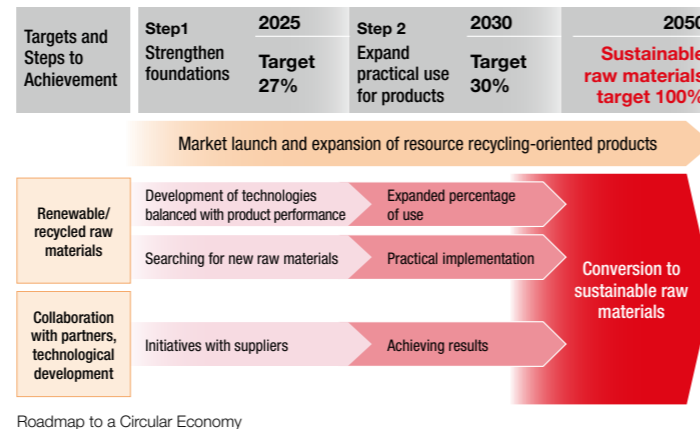 Targets and
Steps to
Achievement
Step1
Strengthen
foundations
2025
Target
27%
Step 2
Expand
practical use
for products
2030
Target
30%
2050
Sustainable
raw materials
target 100%
Market launch and expansion of resource recycling-oriented products
Renewable/
recycled raw
materials
Development of technologies
balanced with product performance
Expanded percentage
of use
Searching for new raw materials
Practical implementation
Collaboration
with partners,
technological
development
Initiatives with suppliers
Achieving results
Conversion to
sustainable raw
materials
Roadmap to a Circular Economy